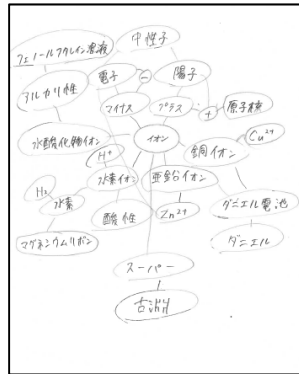 フェノールフタレイン溶液
中性子
アルカリ性
電子
−
陽子
マイナス
プラス
+
原子核
水酸化物イオン
イオン
銅イオン
Cu²⁺
H⁺
H₂
水素イオン
亜鉛イオン
水素
酸性
Zn²⁺
ダニエル電池
マグネシウムリボン
ダニエル
スーパー